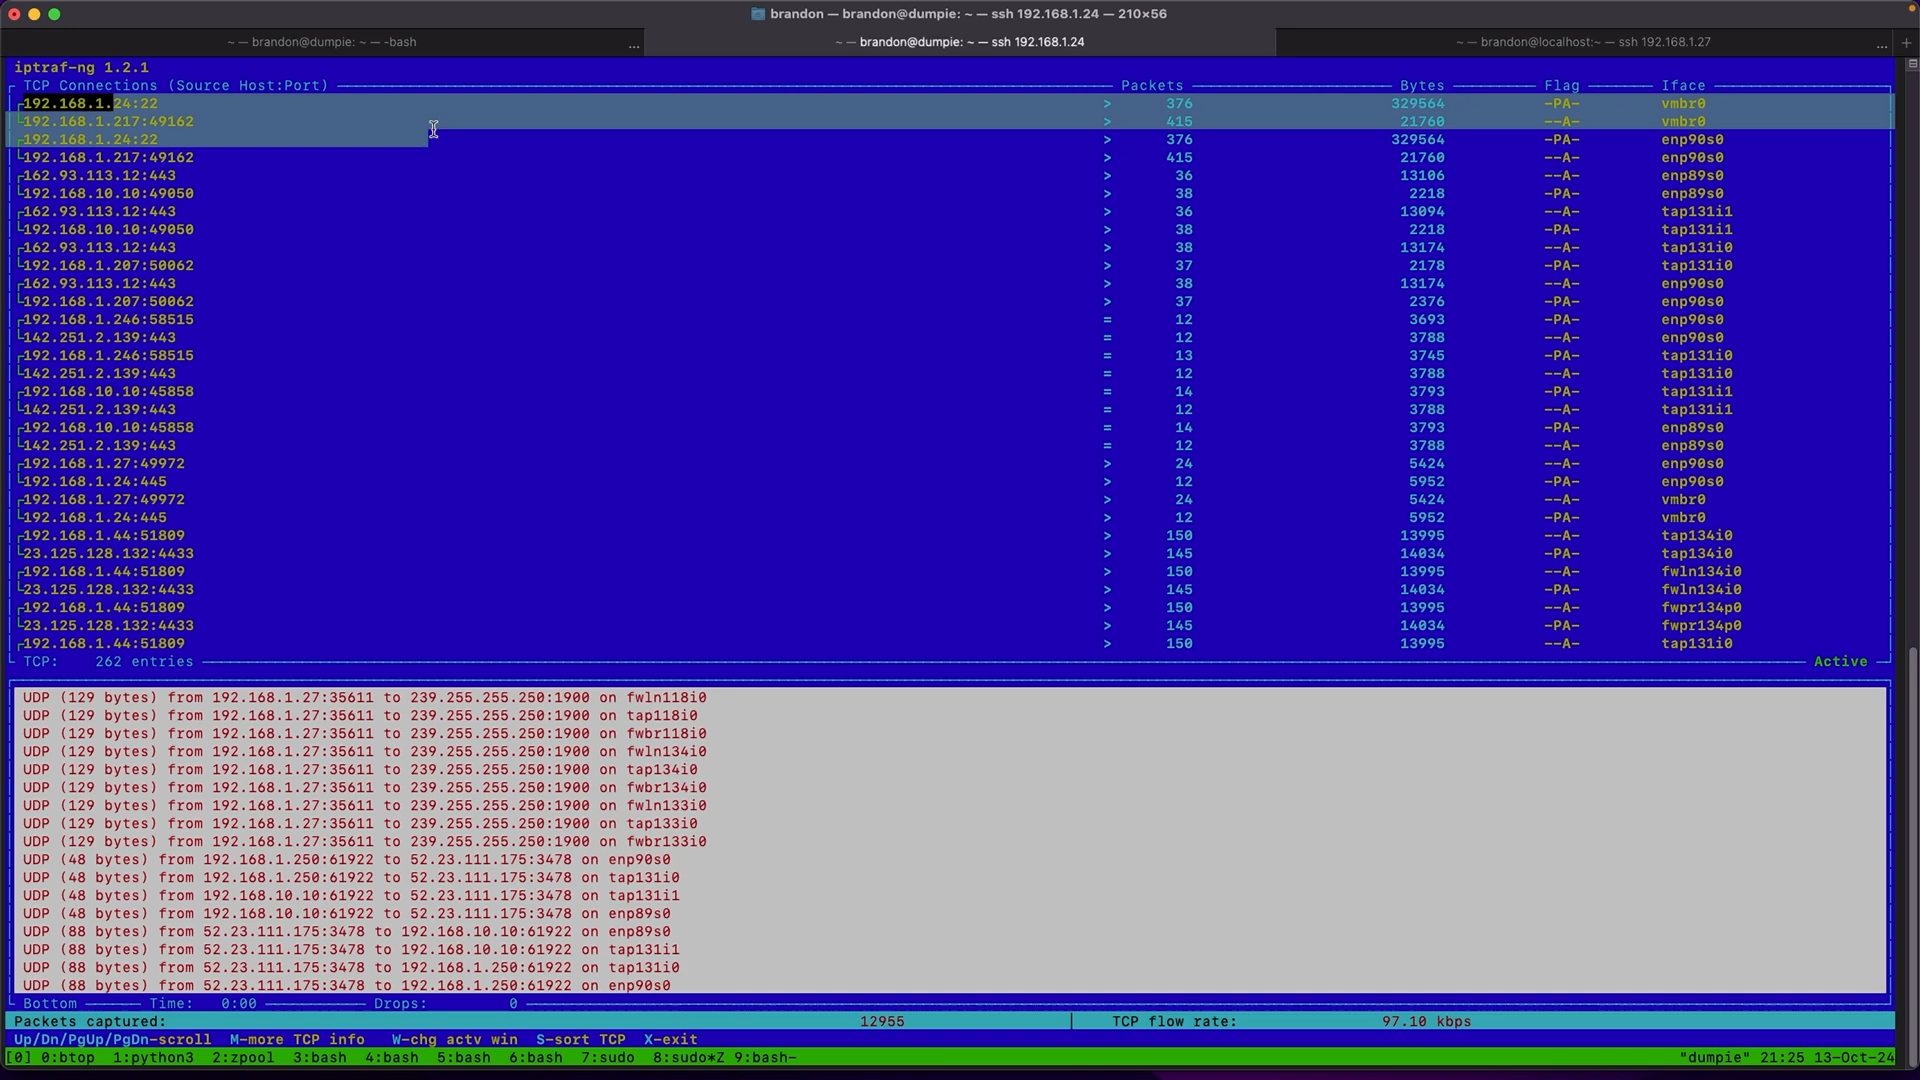 brandon — brandon@dumpie: ~ — ssh 192.168.1.24 — 210×56
~ — brandon@dumpie: ~ — -bash ... ~ — brandon@dumpie: ~ — ssh 192.168.1.24 ~ — brandon@localhost:~ — ssh 192.168.1.27 ... +
iptraf-ng 1.2.1
TCP Connections (Source Host:Port) Packets Bytes Flag Iface
192.168.1.24:22 > 376 329564 -PA- vmbr0
192.168.1.217:49162 > 415 21760 -PA- vmbr0
192.168.1.24:22 > 376 329564 -PA- enp90s0
192.168.1.217:49162 > 415 21760 -PA- enp90s0
162.93.113.12:443 > 36 13106 --A- enp89s0
192.168.10.10:49050 > 38 2218 --A- enp89s0
162.93.113.12:443 > 36 13094 --A- tap131i1
192.168.10.10:49050 > 38 2218 --A- tap131i1
162.93.113.12:443 > 38 13174 --A- tap131i0
192.168.1.207:50062 > 37 2178 --A- tap131i0
162.93.113.12:443 > 38 13174 --A- enp90s0
192.168.1.207:50062 > 37 2376 --A- enp90s0
192.168.1.246:58515 = 12 3693 -PA- enp90s0
142.251.2.139:443 = 12 3788 --A- enp90s0
192.168.1.246:58515 = 13 3745 -PA- tap131i0
142.251.2.139:443 = 12 3788 --A- tap131i0
192.168.10.10:45858 = 14 3793 -PA- tap131i1
142.251.2.139:443 = 12 3788 --A- tap131i1
192.168.10.10:45858 = 14 3793 -PA- enp89s0
142.251.2.139:443 = 12 3788 --A- enp89s0
192.168.1.27:49972 > 24 5424 --A- enp90s0
192.168.1.24:445 > 12 5952 -PA- enp90s0
192.168.1.27:49972 > 24 5424 --A- vmbr0
192.168.1.24:445 > 12 5952 -PA- vmbr0
192.168.1.44:51809 > 150 13995 --A- tap134i0
23.125.128.132:4433 > 145 14034 -PA- tap134i0
192.168.1.44:51809 > 150 13995 --A- fwln134i0
23.125.128.132:4433 > 145 14034 -PA- fwln134i0
192.168.1.44:51809 > 150 13995 --A- fwpr134p0
23.125.128.132:4433 > 145 14034 -PA- fwpr134p0
192.168.1.44:51809 > 150 13995 --A- tap131i0
TCP: 262 entries Active
UDP (129 bytes) from 192.168.1.27:35611 to 239.255.255.250:1900 on fwln118i0
UDP (129 bytes) from 192.168.1.27:35611 to 239.255.255.250:1900 on tap118i0
UDP (129 bytes) from 192.168.1.27:35611 to 239.255.255.250:1900 on fwbr118i0
UDP (129 bytes) from 192.168.1.27:35611 to 239.255.255.250:1900 on fwln134i0
UDP (129 bytes) from 192.168.1.27:35611 to 239.255.255.250:1900 on tap134i0
UDP (129 bytes) from 192.168.1.27:35611 to 239.255.255.250:1900 on fwbr134i0
UDP (129 bytes) from 192.168.1.27:35611 to 239.255.255.250:1900 on fwln133i0
UDP (129 bytes) from 192.168.1.27:35611 to 239.255.255.250:1900 on tap133i0
UDP (129 bytes) from 192.168.1.27:35611 to 239.255.255.250:1900 on fwbr133i0
UDP (48 bytes) from 192.168.1.250:61922 to 52.23.111.175:3478 on enp90s0
UDP (48 bytes) from 192.168.1.250:61922 to 52.23.111.175:3478 on tap131i0
UDP (48 bytes) from 192.168.10.10:61922 to 52.23.111.175:3478 on tap131i1
UDP (48 bytes) from 192.168.10.10:61922 to 52.23.111.175:3478 on enp89s0
UDP (88 bytes) from 52.23.111.175:3478 to 192.168.10.10:61922 on enp89s0
UDP (88 bytes) from 52.23.111.175:3478 to 192.168.10.10:61922 on tap131i1
UDP (88 bytes) from 52.23.111.175:3478 to 192.168.1.250:61922 on tap131i0
UDP (88 bytes) from 52.23.111.175:3478 to 192.168.1.250:61922 on enp90s0
Bottom Time: 0:00 Drops: 0
Packets captured: 12955 | TCP flow rate: 97.10 kbps
Up/Dn/PgUp/PgDn-scroll M-more TCP info W-chg actv win S-sort TCP X-exit
[0] 0:btop 1:python3 2:zpool 3:bash 4:bash 5:bash 6:bash 7:sudo 8:sudo*Z 9:bash- "dumpie" 21:25 13-Oct-24